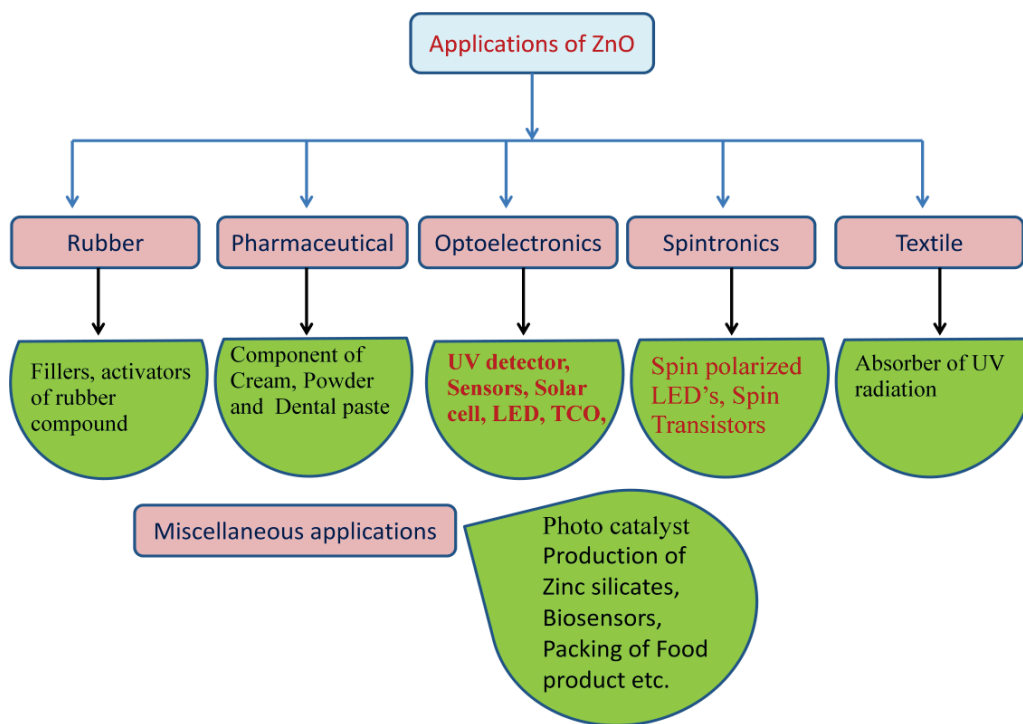 Applications of ZnO
Rubber
Pharmaceutical
Optoelectronics
Spintronics
Textile
Fillers, activators
of rubber
compound
Component of
Cream, Powder
and Dental paste
UV detector,
Sensors, Solar
cell, LED, TCO,
Spin polarized
LED’s, Spin
Transistors
Absorber of UV
radiation
Miscellaneous applications
Photo catalyst
Production of
Zinc silicates,
Biosensors,
Packing of Food
product etc.